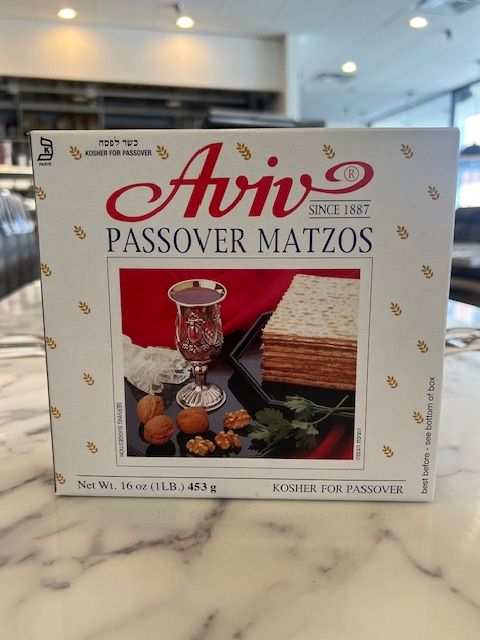 K
PARVE
כשר לפסח
KOSHER FOR PASSOVER
Aviv®
SINCE 1887
PASSOVER MATZOS
SERVING SUGGESTION
הצעת הגשה
best before - see bottom of box
Net Wt. 16 oz (1LB.) 453 g
KOSHER FOR PASSOVER